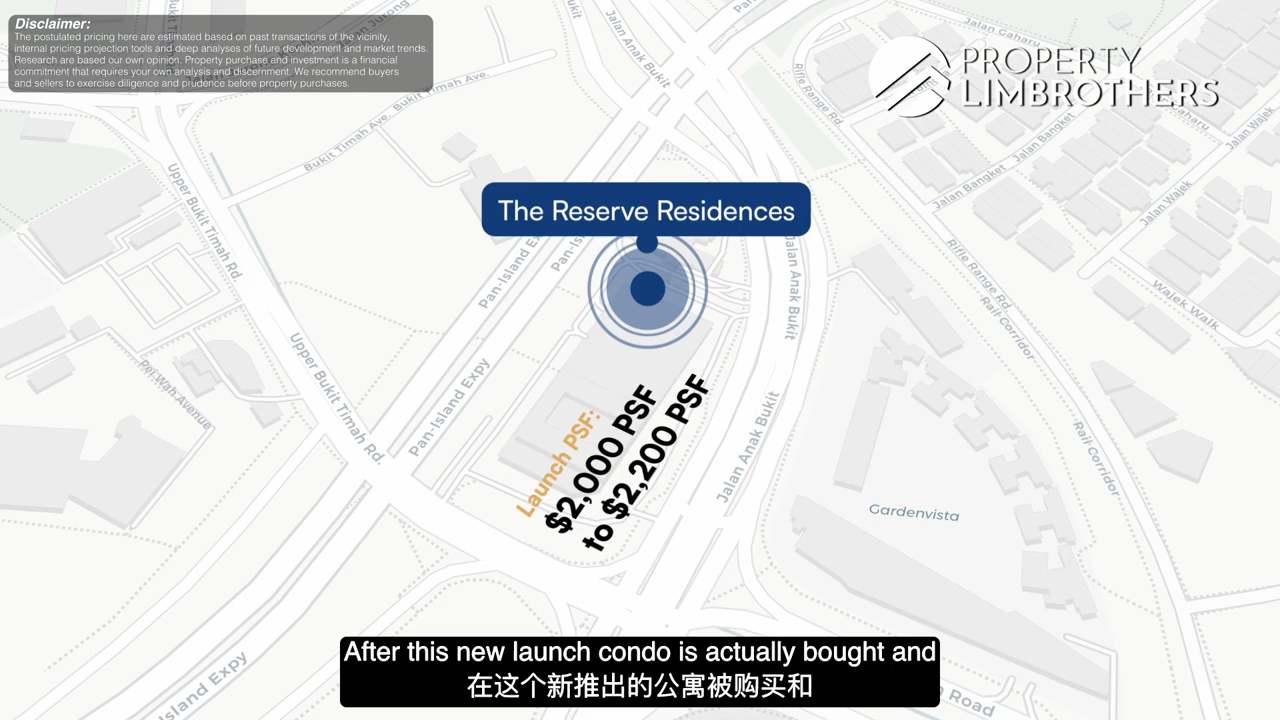 Disclaimer:
The postulated pricing here are estimated based on past transactions of the vicinity,
internal pricing projection tools and deep analyses of future development and market trends.
Research are based our own opinion. Property purchase and investment is a financial
commitment that requires your own analysis and discernment. We recommend buyers
and sellers to exercise diligence and prudence before property purchases.
PROPERTY
LIMBROTHERS
Jalan Anak Bukit
Jalan Gaharu
Rifle Range Rd
Bukit Timah Ave.
Jalan Bangket
Jalan Bangket
Jalan Wajek
Jalan Wajek
Upper Bukit Timah Rd.
The Reserve Residences
Pan-Island Expy
Jalan Anak Bukit
Rifle Range Rd
Rail Corridor
Walek Walk
Upper Bukit Timah Rd.
Pei Wah Avenue
Pan-Island Expy
Launch PSF:
$2,000 PSF
to $2,200 PSF
Jalan Anak Bukit
Rail Corridor
Gardenvista
After this new launch condo is actually bought and
在这个新推出的公寓被购买和
Island Expy
Road